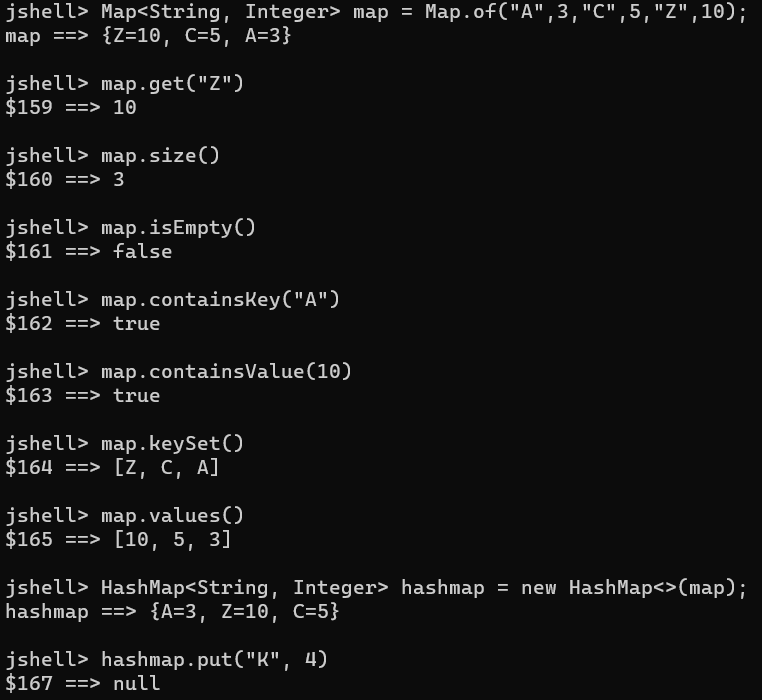 jshell> Map<String, Integer> map = Map.of("A",3,"C",5,"Z",10);
map ==> {Z=10, C=5, A=3}
jshell> map.get("Z")
$159 ==> 10
jshell> map.size()
$160 ==> 3
jshell> map.isEmpty()
$161 ==> false
jshell> map.containsKey("A")
$162 ==> true
jshell> map.containsValue(10)
$163 ==> true
jshell> map.keySet()
$164 ==> [Z, C, A]
jshell> map.values()
$165 ==> [10, 5, 3]
jshell> HashMap<String, Integer> hashmap = new HashMap<>(map);
hashmap ==> {A=3, Z=10, C=5}
jshell> hashmap.put("K", 4)
$167 ==> null